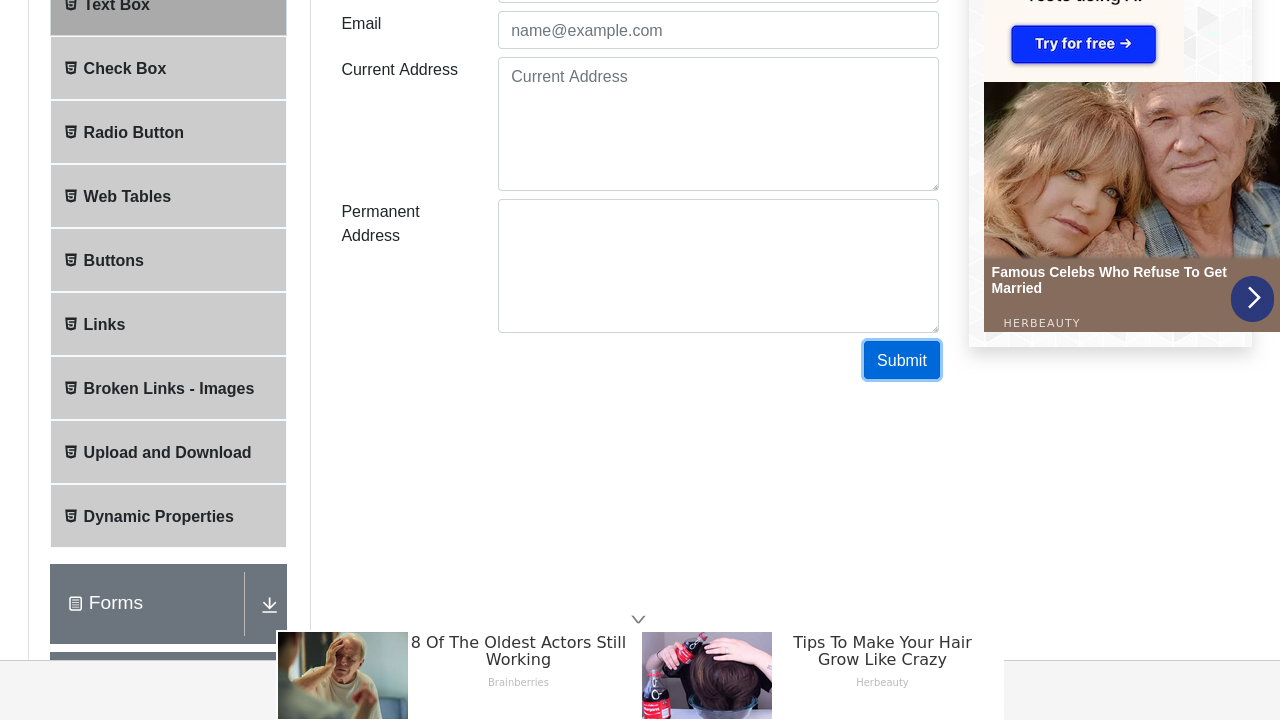 Text Box
Check Box
Radio Button
Web Tables
Buttons
Links
Broken Links - Images
Upload and Download
Dynamic Properties
Forms
Email
name@example.com
Current Address
Current Address
Permanent
Address
Submit
Try for free →
Famous Celebs Who Refuse To Get
Married
HERBEAUTY
8 Of The Oldest Actors Still
Working
Brainberries
Tips To Make Your Hair
Grow Like Crazy
Herbeauty